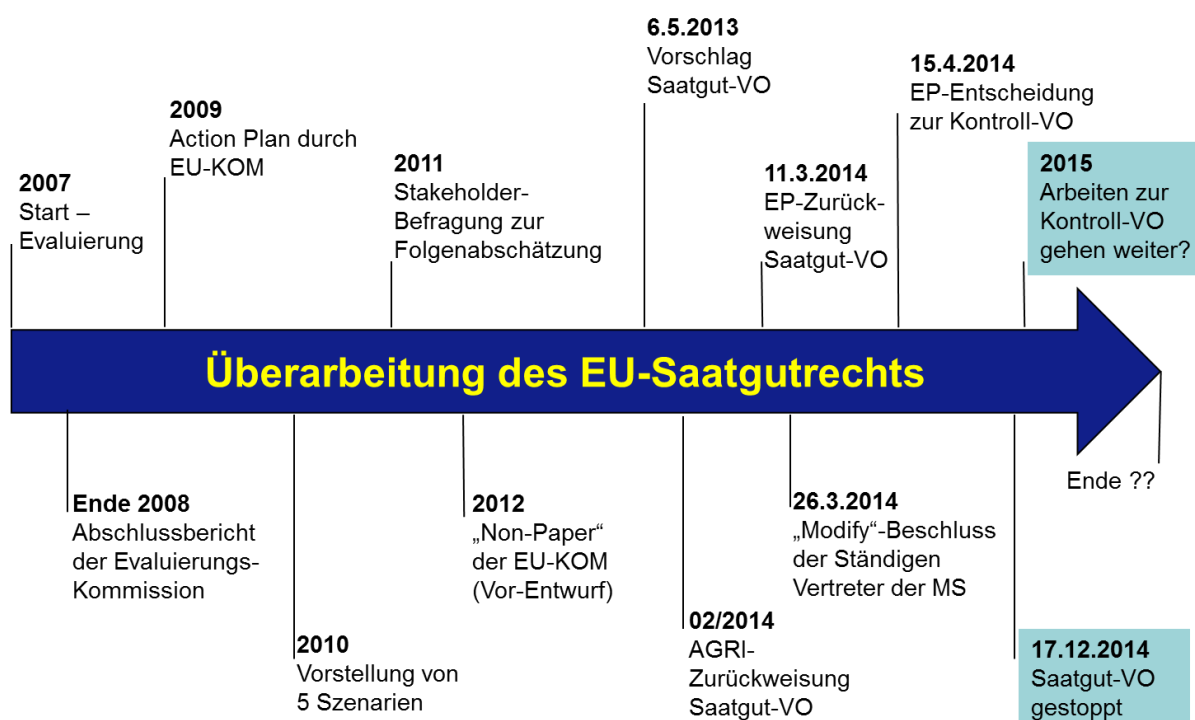 6.5.2013
Vorschlag
Saatgut-VO
15.4.2014
EP-Entscheidung
zur Kontroll-VO
2009
Action Plan durch
EU-KOM
2011
Stakeholder-
Befragung zur
Folgenabschätzung
11.3.2014
EP-Zurück-
weisung
Saatgut-VO
2015
Arbeiten zur
Kontroll-VO
gehen weiter?
2007
Start –
Evaluierung
Überarbeitung des EU-Saatgutrechts
Ende ??
Ende 2008
Abschlussbericht
der Evaluierungs-
Kommission
2012
„Non-Paper“
der EU-KOM
(Vor-Entwurf)
26.3.2014
„Modify“-Beschluss
der Ständigen
Vertreter der MS
2010
Vorstellung von
5 Szenarien
02/2014
AGRI-
Zurückweisung
Saatgut-VO
17.12.2014
Saatgut-VO
gestoppt